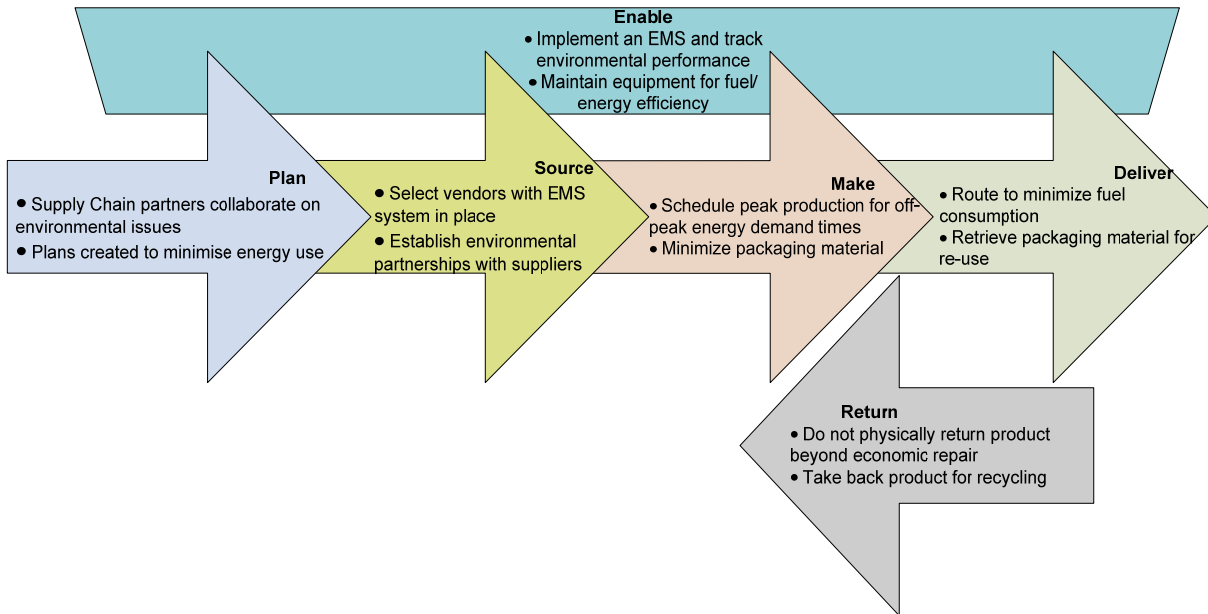 Enable
● Implement an EMS and track
environmental performance
● Maintain equipment for fuel/
energy efficiency
Plan
● Supply Chain partners collaborate on
environmental issues
● Plans created to minimise energy use
Source
● Select vendors with EMS
system in place
● Establish environmental
partnerships with suppliers
Make
● Schedule peak production for off-
peak energy demand times
● Minimize packaging material
Deliver
● Route to minimize fuel
consumption
● Retrieve packaging material for
re-use
Return
● Do not physically return product
beyond economic repair
● Take back product for recycling